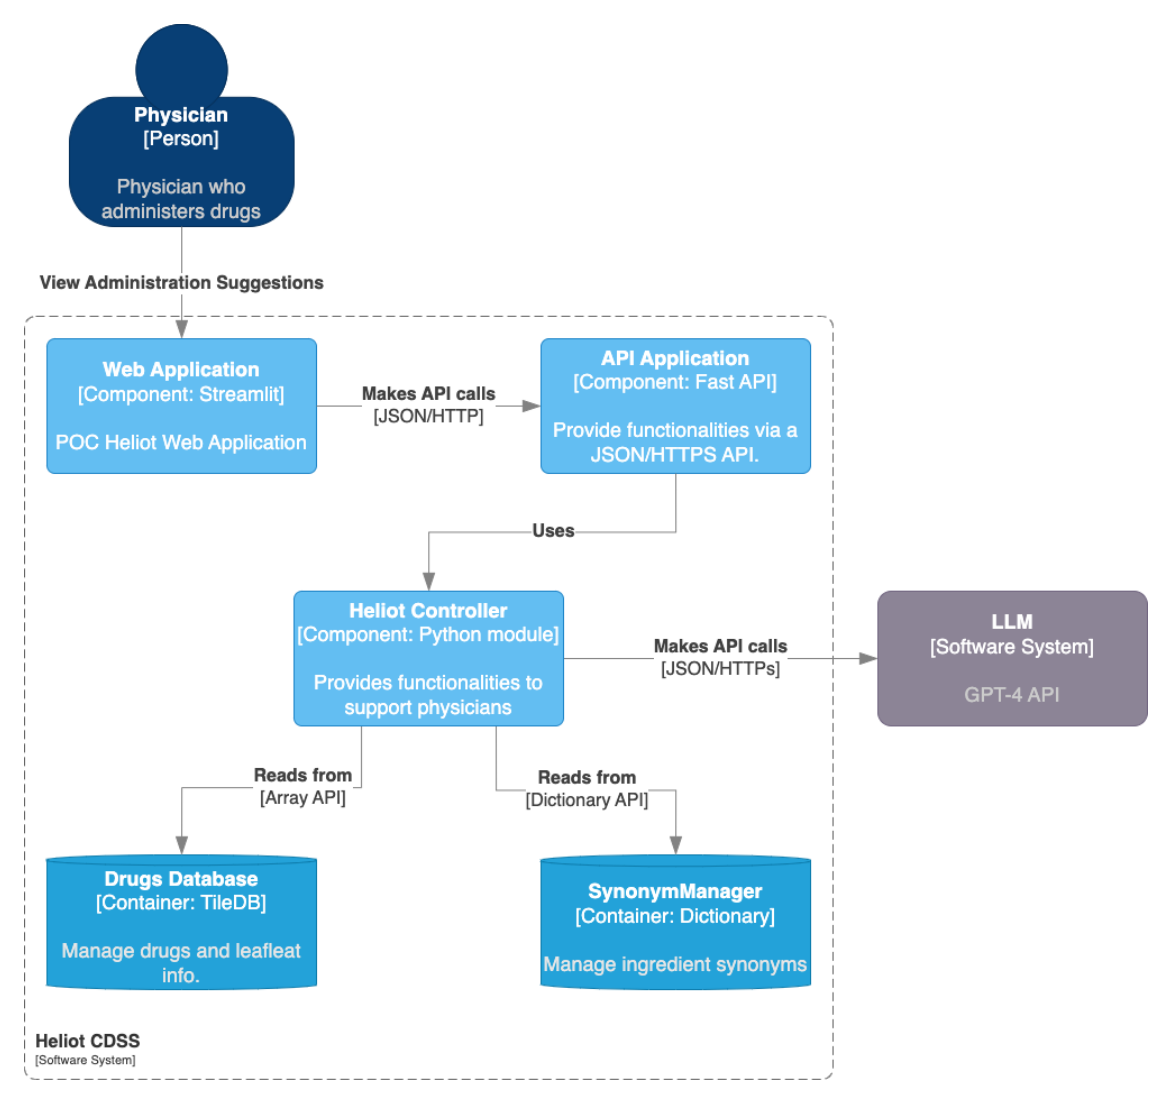 Physician
[Person]
Physician who
administers drugs
View Administration Suggestions
Web Application
[Component: Streamlit]
POC Heliot Web Application
Makes API calls
[JSON/HTTP]
API Application
[Component: Fast API]
Provide functionalities via a
JSON/HTTPS API.
Uses
Heliot Controller
[Component: Python module]
Provides functionalities to
support physicians
Makes API calls
[JSON/HTTPs]
LLM
[Software System]
GPT-4 API
Reads from
[Array API]
Reads from
[Dictionary API]
Drugs Database
[Container: TileDB]
Manage drugs and leafleat
info.
SynonymManager
[Container: Dictionary]
Manage ingredient synonyms
Heliot CDSS
[Software System]